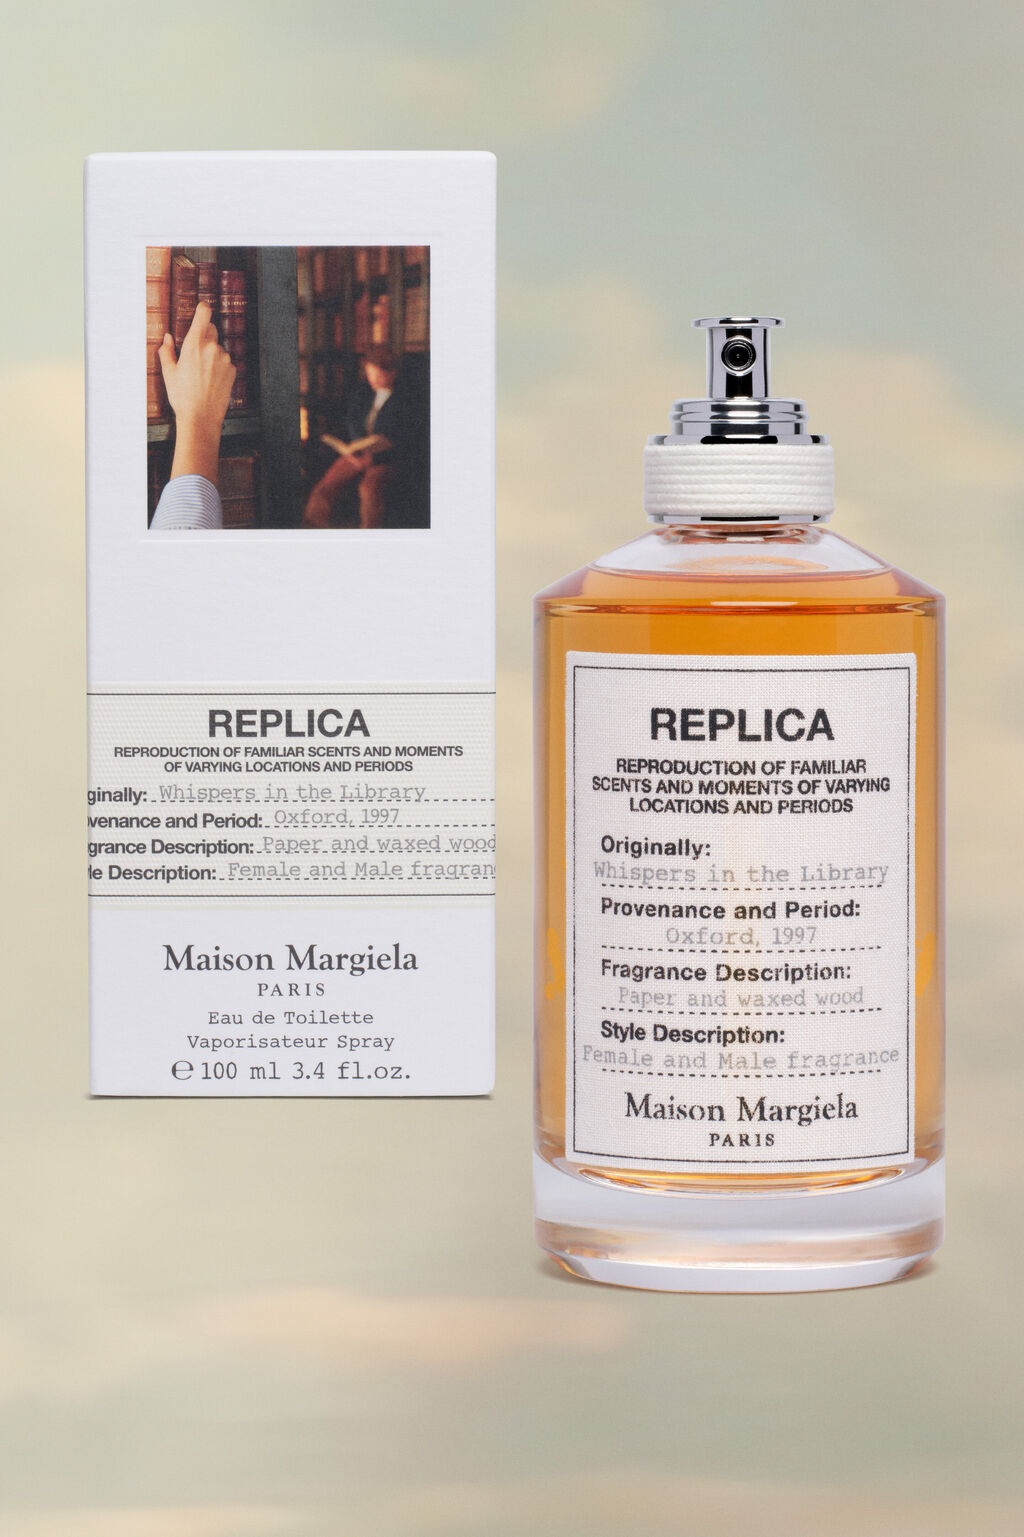 REPLICA
REPRODUCTION OF FAMILIAR SCENTS AND MOMENTS
OF VARYING LOCATIONS AND PERIODS
ginally: Whispers in the Library
venance and Period: Oxford, 1997
grance Description: Paper and waxed wood
le Description: Female and Male fragran
Maison Margiela
PARIS
Eau de Toilette
Vaporisateur Spray
℮ 100 ml 3.4 fl.oz.
REPLICA
REPRODUCTION OF FAMILIAR
SCENTS AND MOMENTS OF VARYING
LOCATIONS AND PERIODS
Originally:
Whispers in the Library
Provenance and Period:
Oxford, 1997
Fragrance Description:
Paper and waxed wood
Style Description:
Female and Male fragrance
Maison Margiela
PARIS